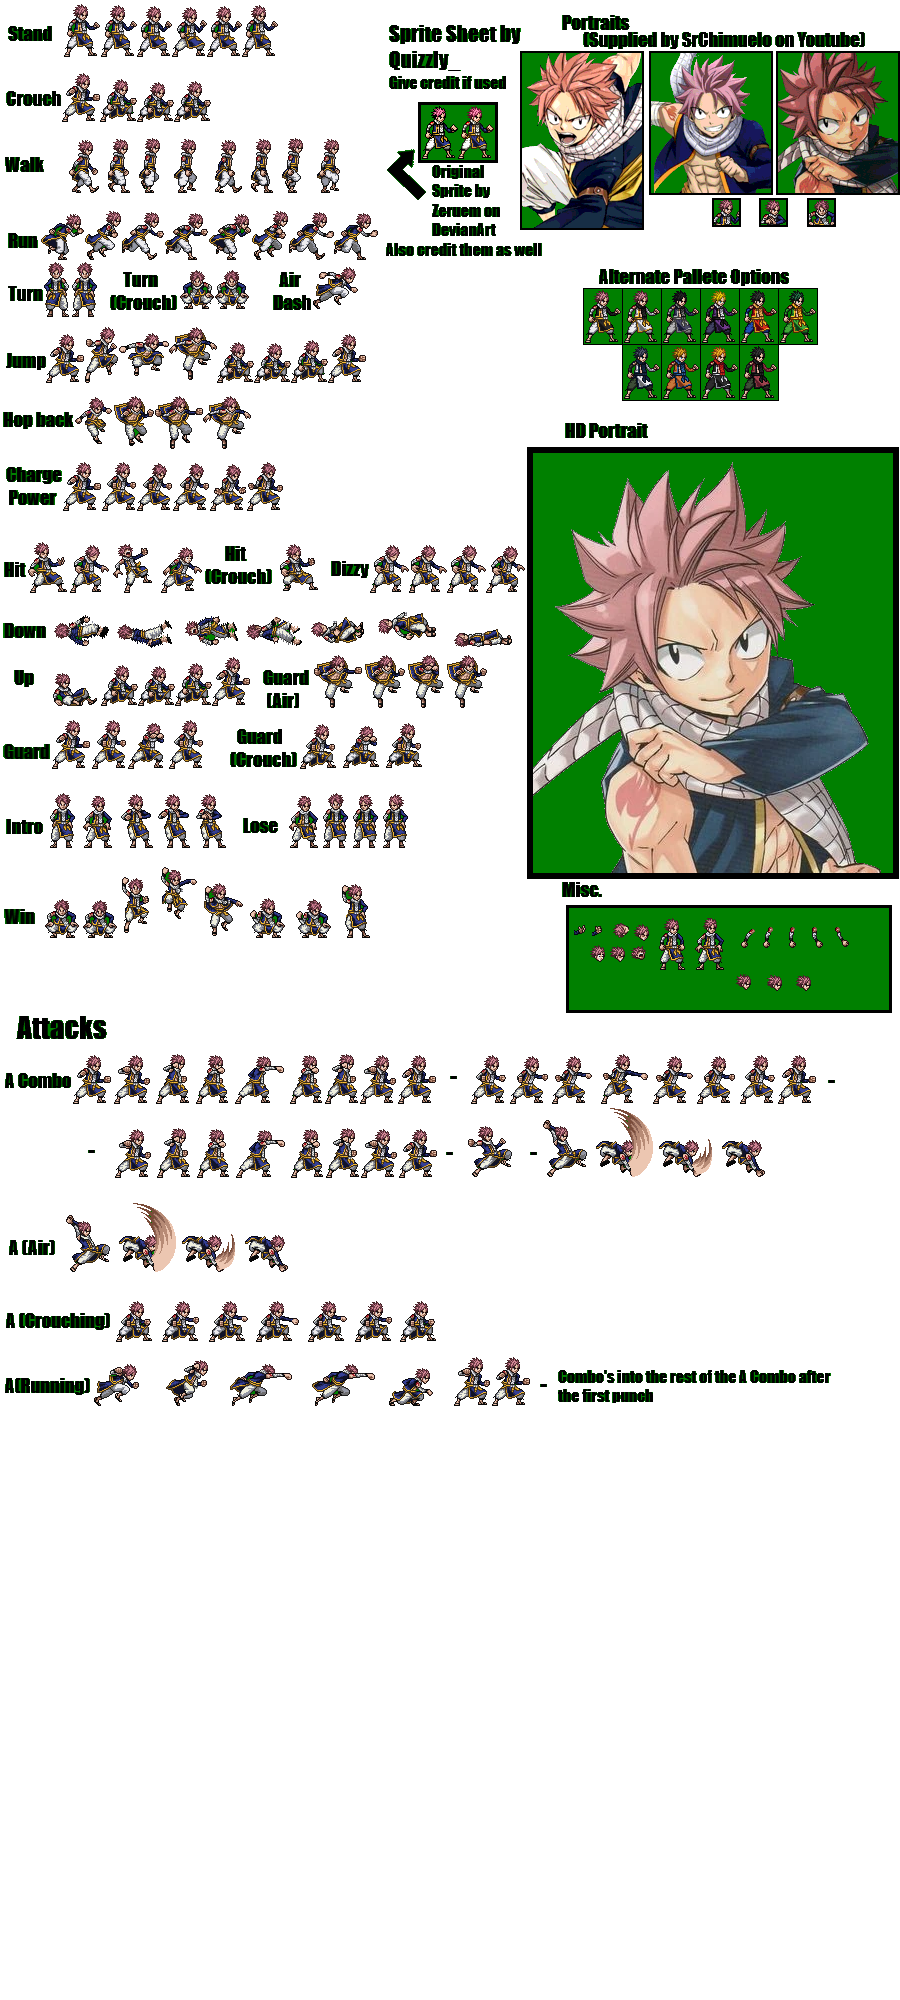 Stand
Crouch
Walk
Run
Turn
Turn
(Crouch)
Air
Dash
Jump
Hop back
Charge
Power
Hit
Hit
(Crouch)
Dizzy
Down
Up
Guard
(Air)
Guard
Guard
(Crouch)
Intro
Lose
Win
Sprite Sheet by
Quizzly_
Give credit if used
Original
Sprite by
Zeruem on
DevianArt
Also credit them as well
Portraits
(Supplied by SrChimuelo on Youtube)
Alternate Pallete Options
HD Portrait
Misc.
Attacks
A Combo
-
-
-
-
-
A (Air)
A (Crouching)
A(Running)
-
Combo's into the rest of the A Combo after
the first punch